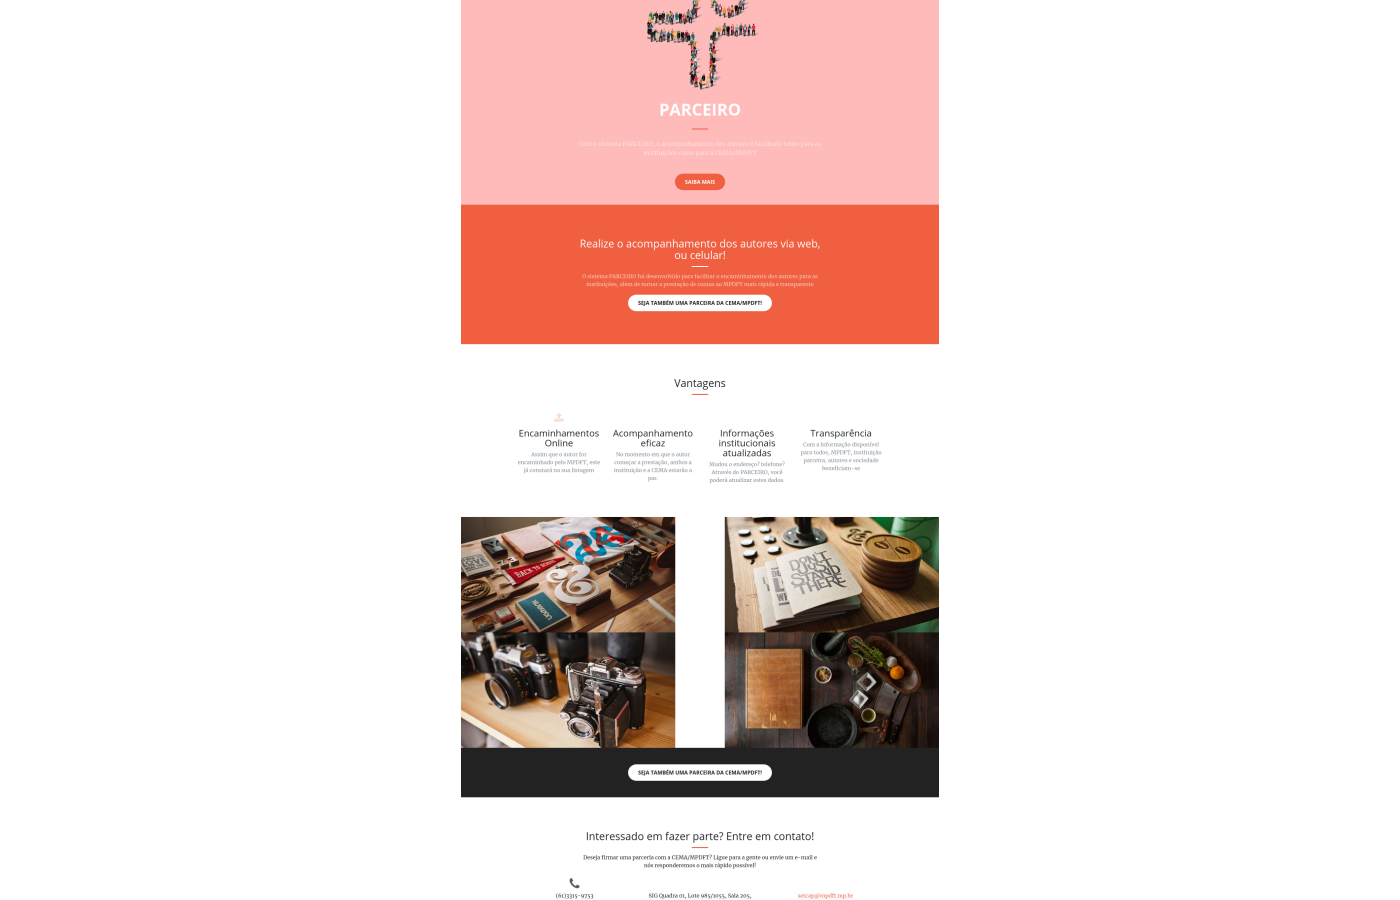 PARCEIRO
Com o sistema PARCEIRO, o acompanhamento dos autores é facilitado tanto para as
instituições como para a CEMA/MPDFT
SAIBA MAIS
Realize o acompanhamento dos autores via web,
ou celular!
O sistema PARCEIRO foi desenvolvido para facilitar o encaminhamento dos autores para as
instituições, além de tornar a prestação de contas ao MPDFT mais rápida e transparente
SEJA TAMBÉM UMA PARCEIRA DA CEMA/MPDFT!
Vantagens
Encaminhamentos
Online
Assim que o autor for
encaminhado pelo MPDFT, este
já constará na sua listagem
Acompanhamento
eficaz
No momento em que o autor
começar a prestação, ambos a
instituição e a CEMA estarão a
par.
Informações
institucionais
atualizadas
Mudou o endereço? telefone?
Através do PARCEIRO, você
poderá atualizar estes dados.
Transparência
Com a informação disponível
para todos, MPDFT, instituição
parceira, autores e sociedade
beneficiam-se
BACK TO
DON'T
JUST
STAND
THERE
SEJA TAMBÉM UMA PARCEIRA DA CEMA/MPDFT!
Interessado em fazer parte? Entre em contato!
Deseja firmar uma parceria com a CEMA/MPDFT? Ligue para a gente ou envie um e-mail e
nós responderemos o mais rápido possível!
(61)3315-9753
SIG Quadra 01, Lote 985/1055, Sala 205,
setcap@mpdft.mp.br